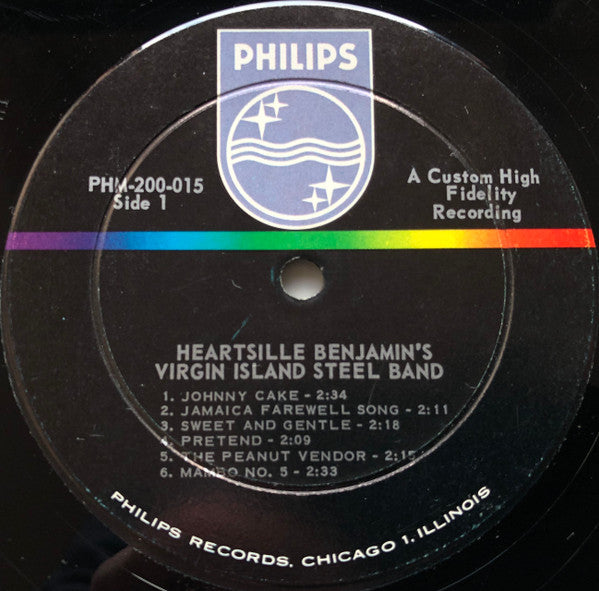 PHILIPS
PHM-200-015
Side 1
A Custom High
Fidelity
Recording
HEARTSILLE BENJAMIN'S
VIRGIN ISLAND STEEL BAND
1. JOHNNY CAKE - 2:34
2. JAMAICA FAREWELL SONG - 2:11
3. SWEET AND GENTLE - 2:18
4. PRETEND - 2:09
5. THE PEANUT VENDOR - 2:15
6. MAMBO NO. 5 - 2:33
PHILIPS RECORDS, CHICAGO 1, ILLINOIS